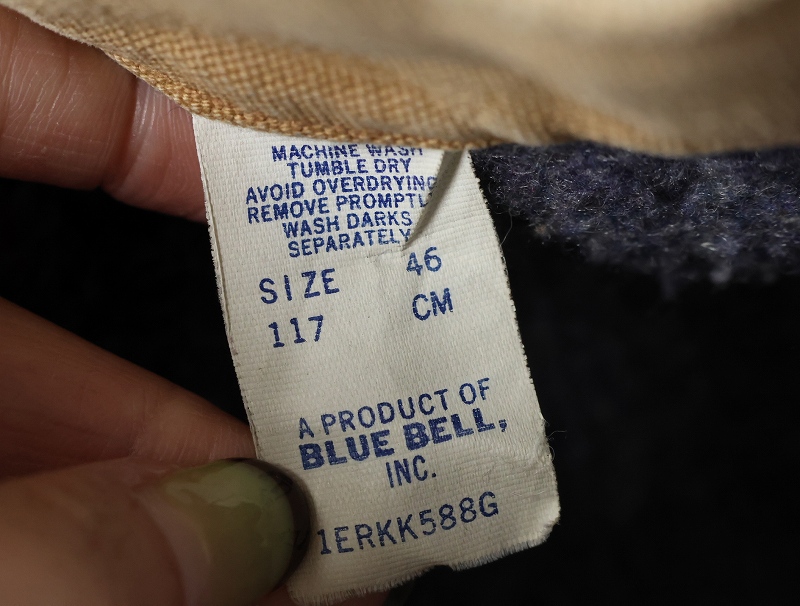 MACHINE WASH
TUMBLE DRY
AVOID OVERDRYING
REMOVE PROMPTLY
WASH DARKS
SEPARATELY
SIZE 46
117 CM
A PRODUCT OF
BLUE BELL,
INC.
1ERKK588G